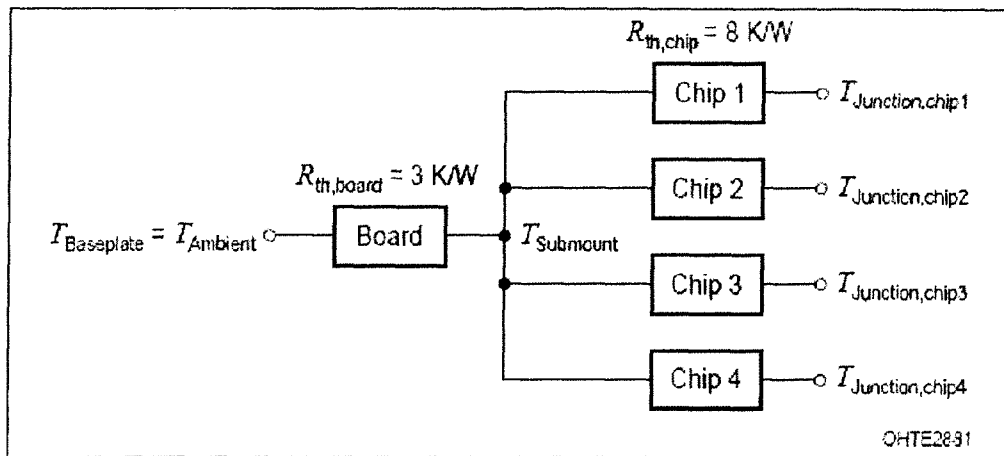 R_th,chip = 8 K/W
Chip 1
T_Junction,chip1
R_th,board = 3 K/W
Chip 2
T_Junction,chip2
T_Baseplate = T_Ambient
Board
T_Submount
Chip 3
T_Junction,chip3
Chip 4
T_Junction,chip4